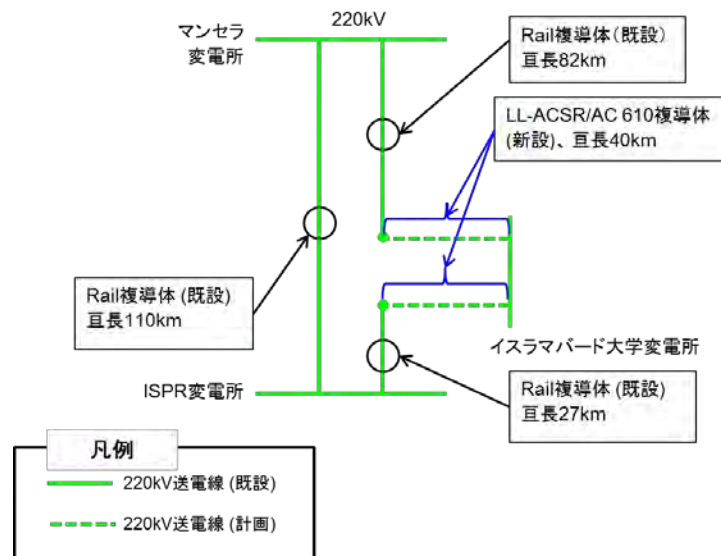 220kV
マンセラ
変電所
Rail複導体(既設)
亘長82km
LL-ACSR/AC 610複導体
(新設)、亘長40km
Rail複導体 (既設)
亘長110km
イスラマバード大学変電所
ISPR変電所
Rail複導体 (既設)
亘長27km
凡例
220kV送電線 (既設)
220kV送電線 (計画)